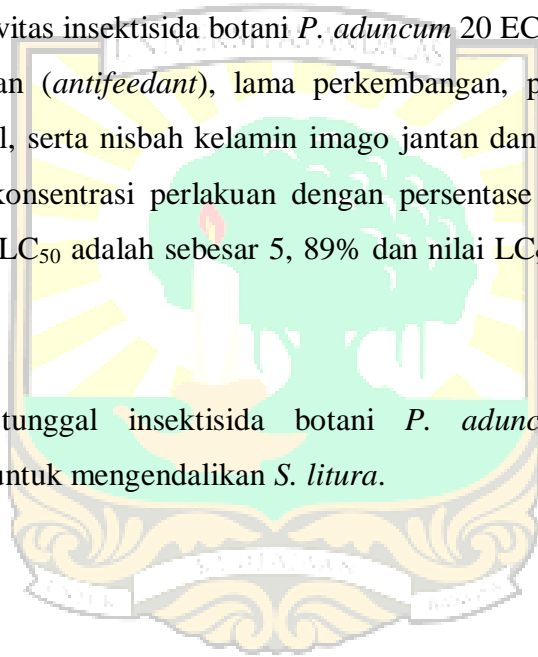 vitas insektisida botani P. aduncum 20 EC
an (antifeedant), lama perkembangan, p
l, serta nisbah kelamin imago jantan dan
konsentrasi perlakuan dengan persentase
LC50 adalah sebesar 5, 89% dan nilai LC
tunggal insektisida botani P. adunc
untuk mengendalikan S. litura.